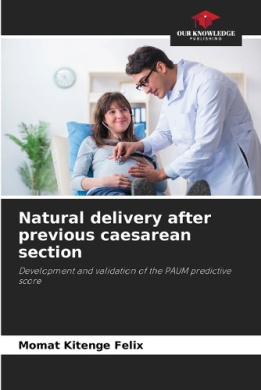 OUR KNOWLEDGE
PUBLISHING
Natural delivery after
previous caesarean
section
Development and validation of the PAUM predictive
score
Momat Kitenge Felix